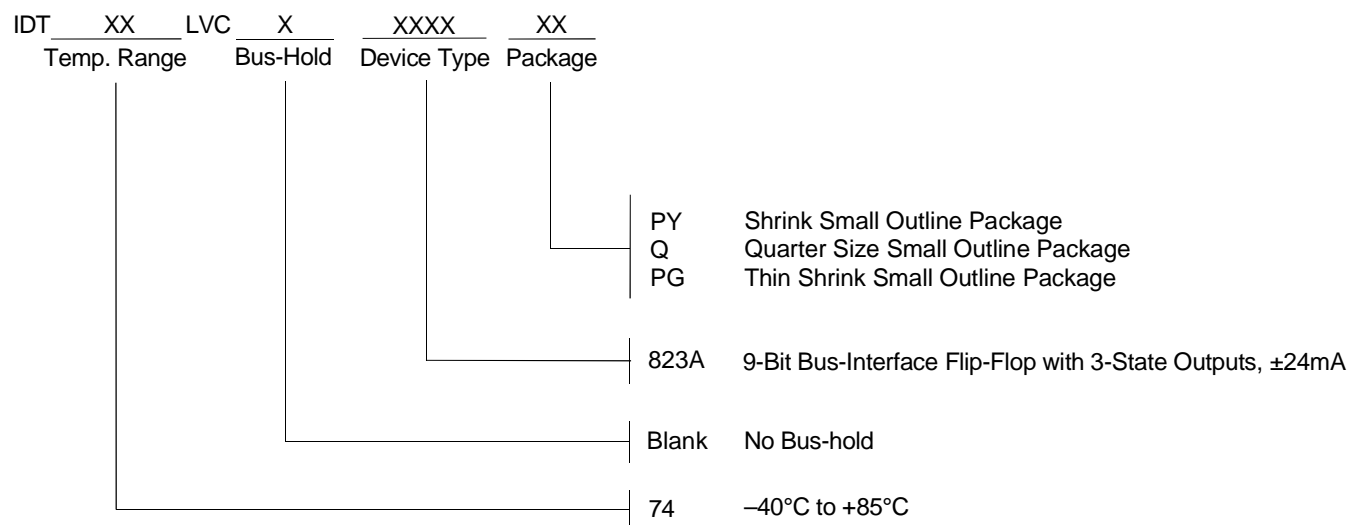 IDT XX LVC X XXXX XX
Temp. Range Bus-Hold Device Type Package
PY Shrink Small Outline Package
Q Quarter Size Small Outline Package
PG Thin Shrink Small Outline Package
823A 9-Bit Bus-Interface Flip-Flop with 3-State Outputs, ±24mA
Blank No Bus-hold
74 –40°C to +85°C